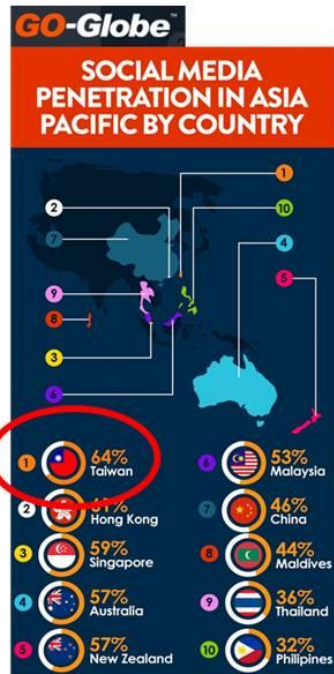 GO-Globe™
SOCIAL MEDIA
PENETRATION IN ASIA
PACIFIC BY COUNTRY
1
2
10
7
4
9
5
8
3
6
1 64%
Taiwan
2 61%
Hong Kong
3 59%
Singapore
4 57%
Australia
5 57%
New Zealand
6 53%
Malaysia
7 46%
China
8 44%
Maldives
9 36%
Thailand
10 32%
Philipines